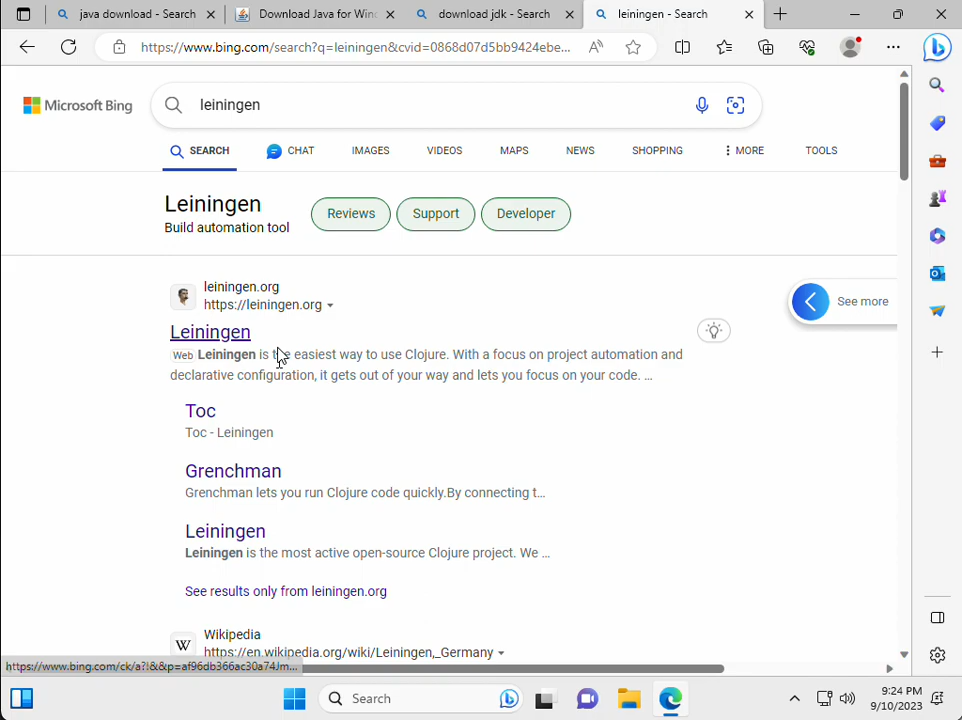 java download - Search
Download Java for Win
download jdk - Search
leiningen - Search
https://www.bing.com/search?q=leiningen&cvid=0868d07d5bb9424ebe...
Microsoft Bing
leiningen
SEARCH
CHAT
IMAGES
VIDEOS
MAPS
NEWS
SHOPPING
MORE
TOOLS
Leiningen
Build automation tool
Reviews
Support
Developer
leiningen.org
https://leiningen.org
See more
Leiningen
Web Leiningen is the easiest way to use Clojure. With a focus on project automation and
declarative configuration, it gets out of your way and lets you focus on your code. ...
Toc
Toc - Leiningen
Grenchman
Grenchman lets you run Clojure code quickly.By connecting t...
Leiningen
Leiningen is the most active open-source Clojure project. We ...
See results only from leiningen.org
W
Wikipedia
https://en.wikipedia.org/wiki/Leiningen,_Germany
https://www.bing.com/ck/a?!&&p=af96db366ac30a74Jm...
Search
9:24 PM
9/10/2023